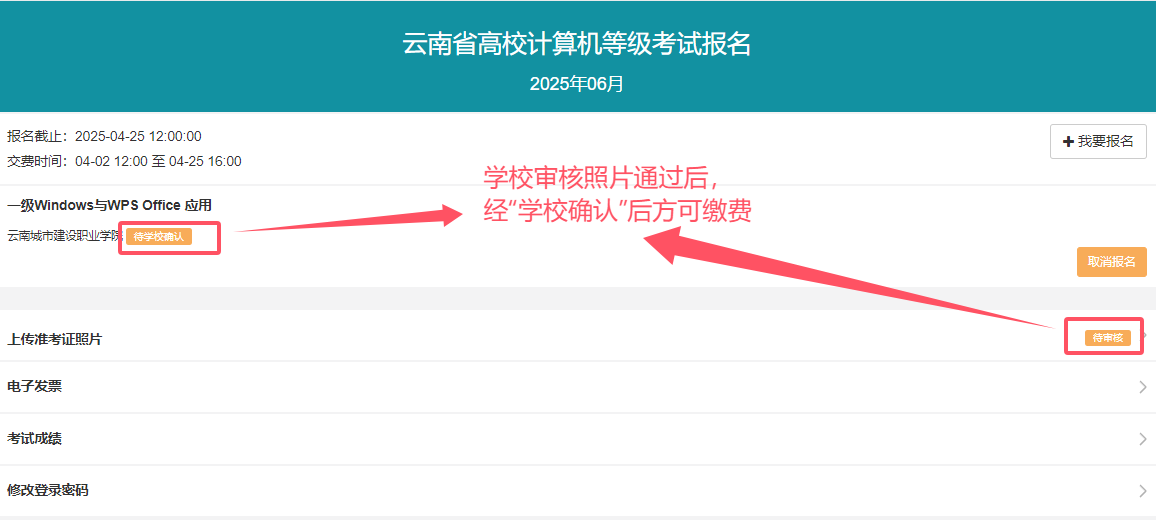 云南省高校计算机等级考试报名
2025年06月
报名截止：2025-04-25 12:00:00
我要报名
交费时间：04-02 12:00 至 04-25 16:00
学校审核照片通过后，
经“学校确认”后方可缴费
一级Windows与WPS Office 应用
云南城市建设职业学院 待学校确认
取消报名
上传准考证照片
待审核
电子发票
考试成绩
修改登录密码